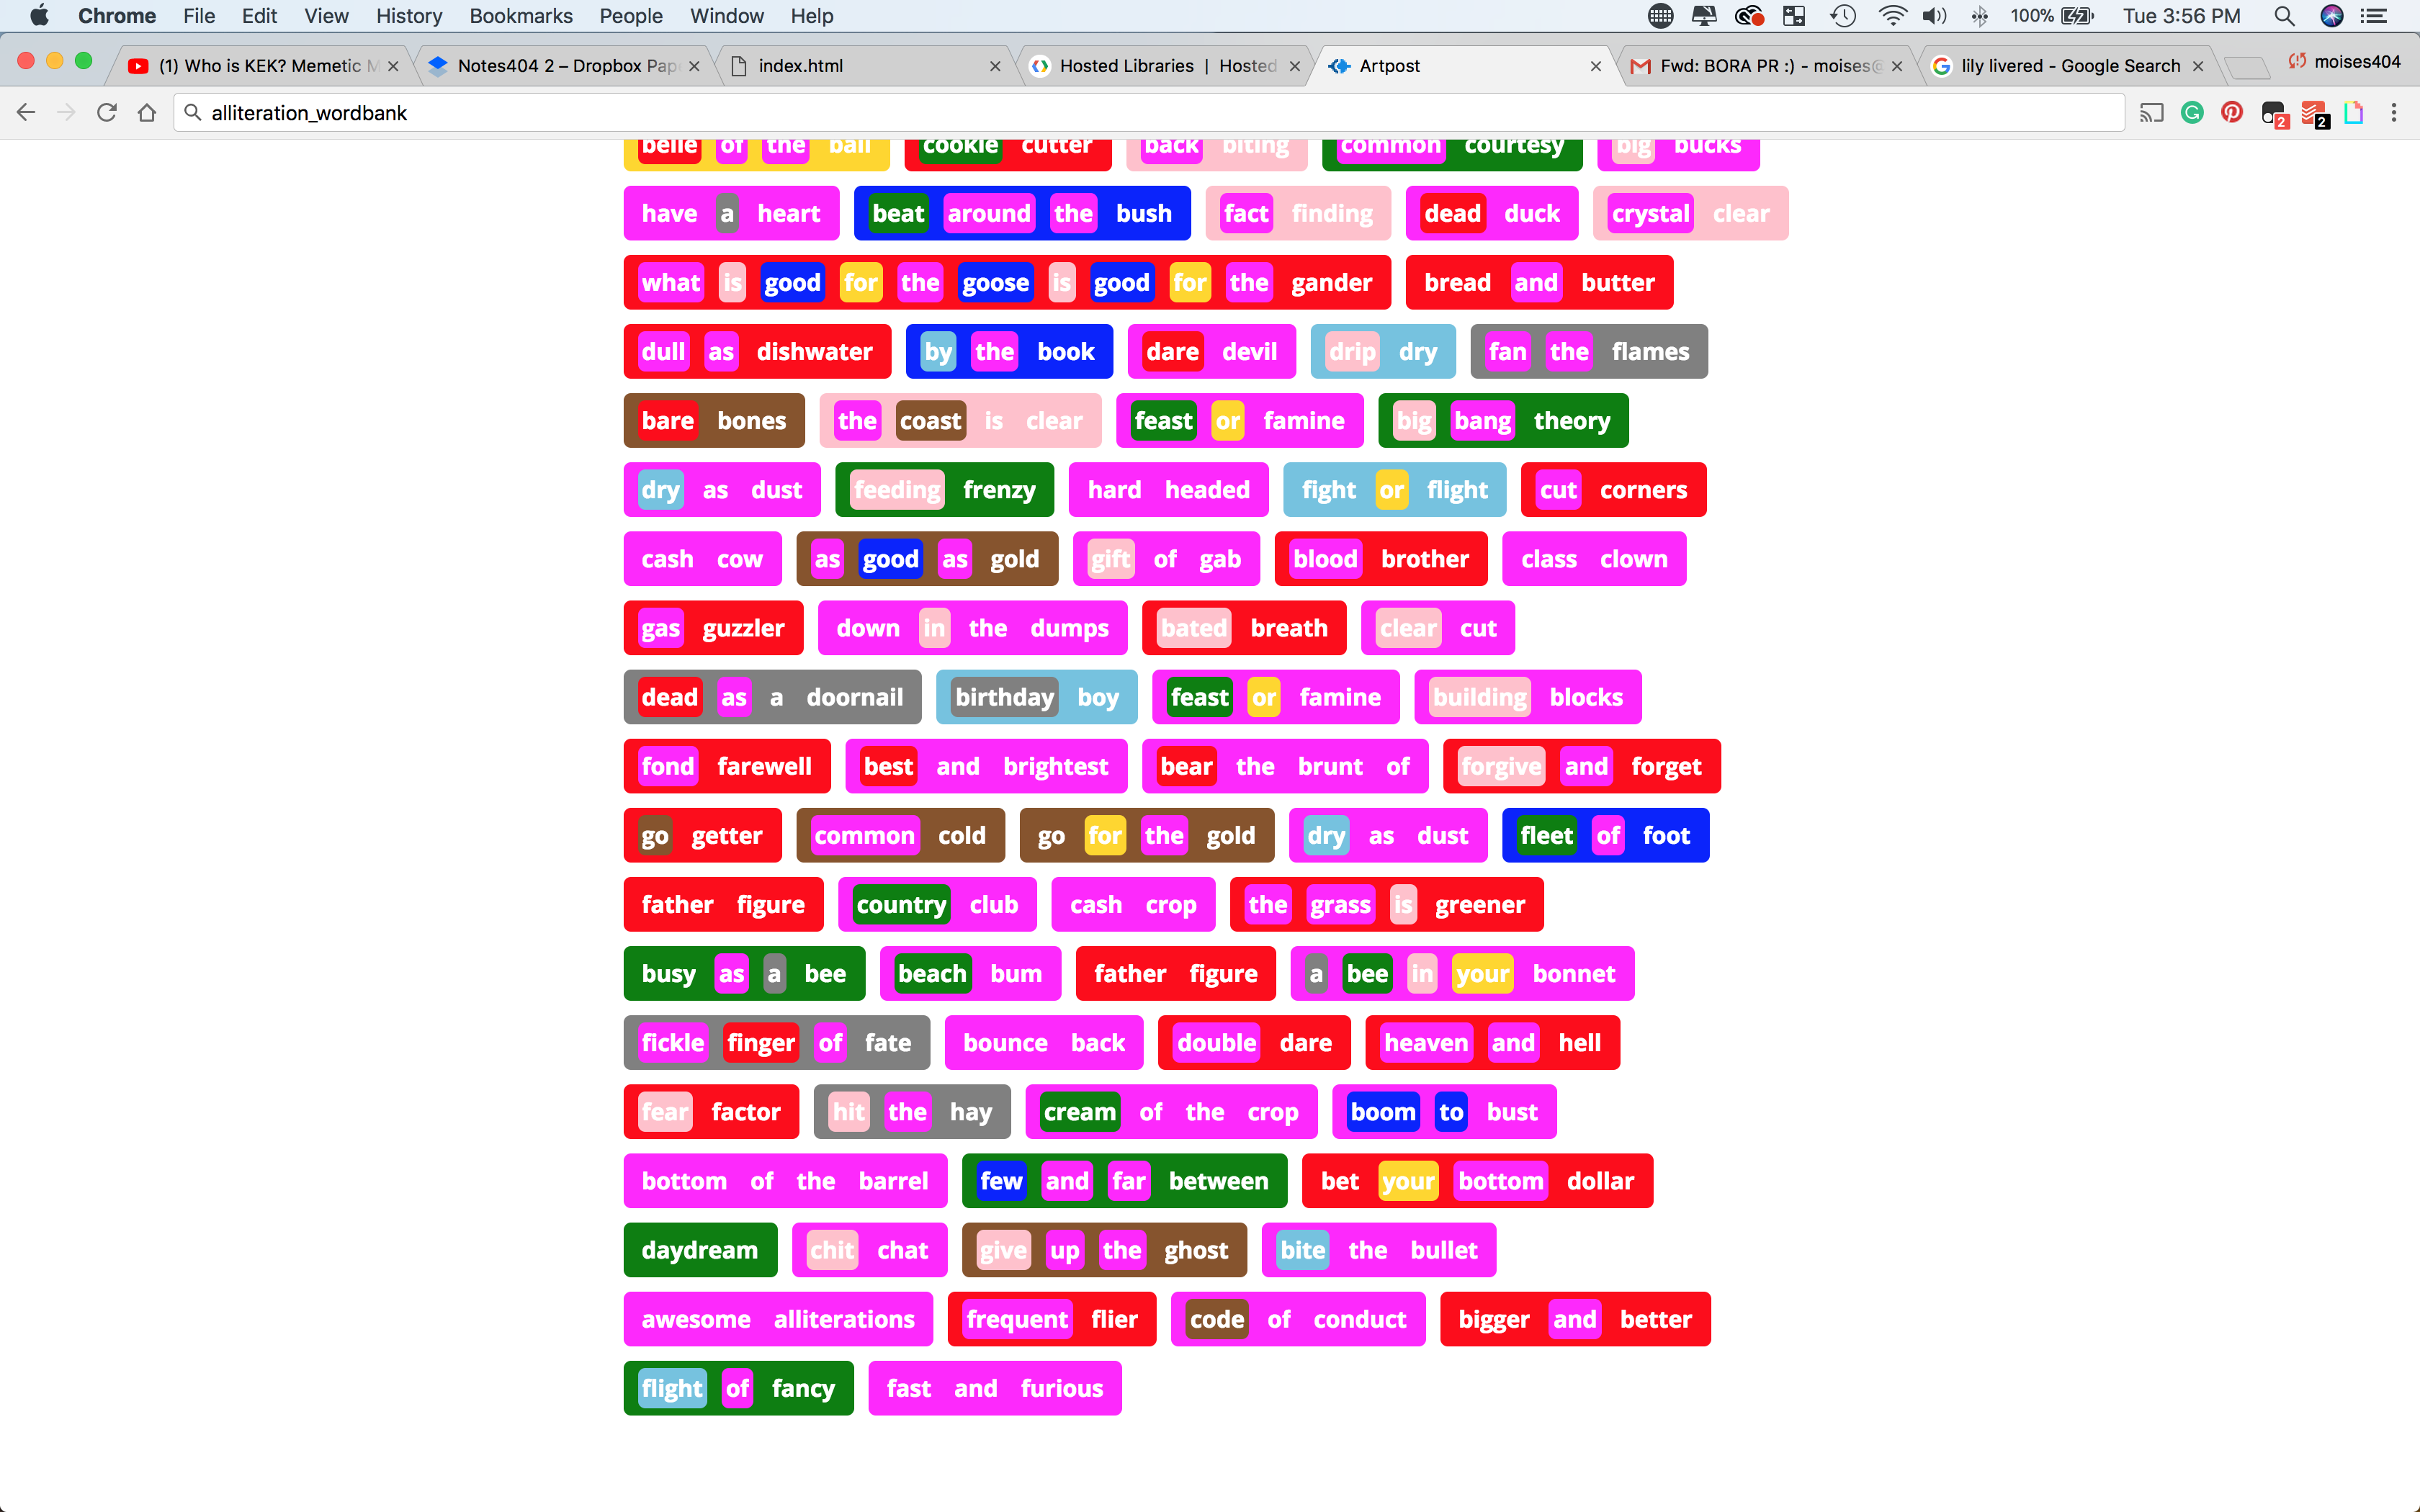 Chrome File Edit View History Bookmarks People Window Help 100% Tue 3:56 PM
(1) Who is KEK? Memetic M Notes404 2 – Dropbox Pap index.html Hosted Libraries | Hosted Artpost Fwd: BORA PR :) - moises@ lily livered - Google Search moises404
alliteration_wordbank 2 2
belle of the ball cookie cutter back biting common courtesy big bucks
have a heart beat around the bush fact finding dead duck crystal clear
what is good for the goose is good for the gander bread and butter
dull as dishwater by the book dare devil drip dry fan the flames
bare bones the coast is clear feast or famine big bang theory
dry as dust feeding frenzy hard headed fight or flight cut corners
cash cow as good as gold gift of gab blood brother class clown
gas guzzler down in the dumps bated breath clear cut
dead as a doornail birthday boy feast or famine building blocks
fond farewell best and brightest bear the brunt of forgive and forget
go getter common cold go for the gold dry as dust fleet of foot
father figure country club cash crop the grass is greener
busy as a bee beach bum father figure a bee in your bonnet
fickle finger of fate bounce back double dare heaven and hell
fear factor hit the hay cream of the crop boom to bust
bottom of the barrel few and far between bet your bottom dollar
daydream chit chat give up the ghost bite the bullet
awesome alliterations frequent flier code of conduct bigger and better
flight of fancy fast and furious